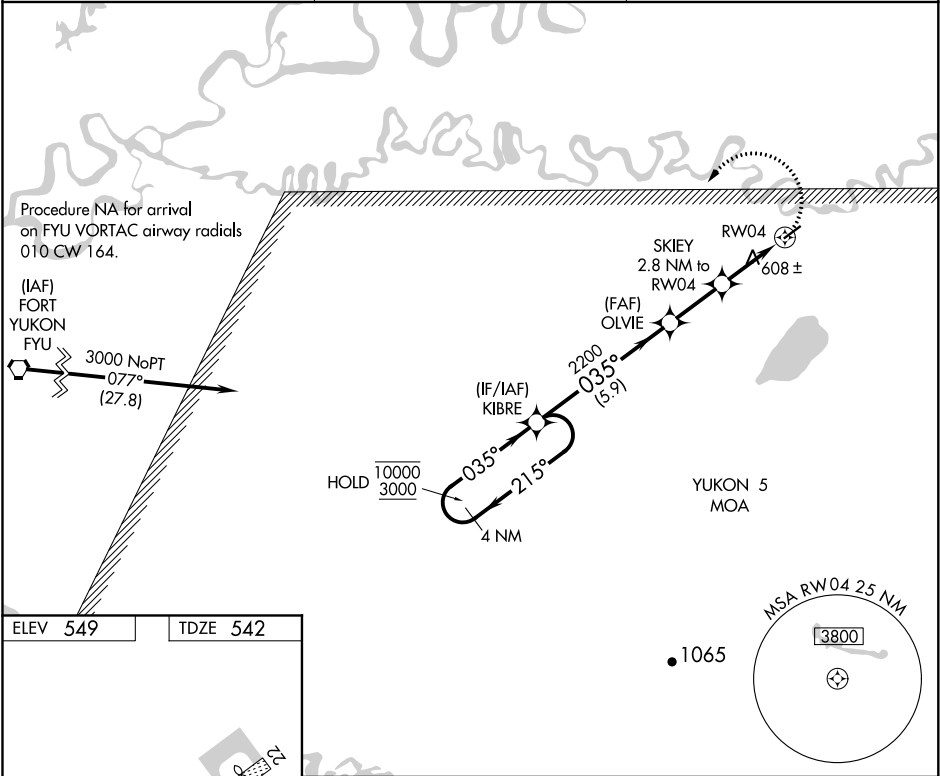 Procedure NA for arrival
on FYU VORTAC airway radials
010 CW 164.
(IAF)
FORT
YUKON
FYU
3000 NoPT
077°
(27.8)
RW04
SKIEY
2.8 NM to
RW04
608 ±
(FAF)
OLVIE
2200
035°
(5.9)
(IF/IAF)
KIBRE
035°
215°
HOLD
10000
3000
4 NM
YUKON 5
MOA
MSA RW04 25 NM
3800
1065
ELEV 549
TDZE 542
22